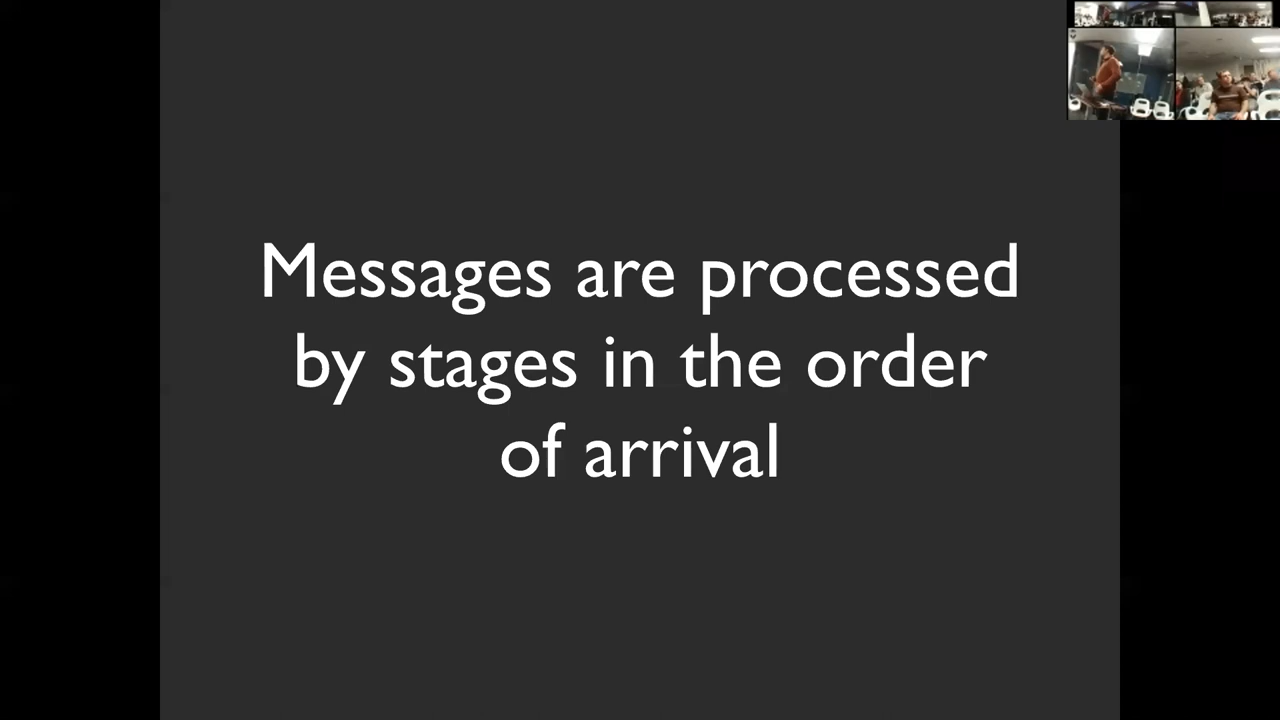 Messages are processed
by stages in the order
of arrival